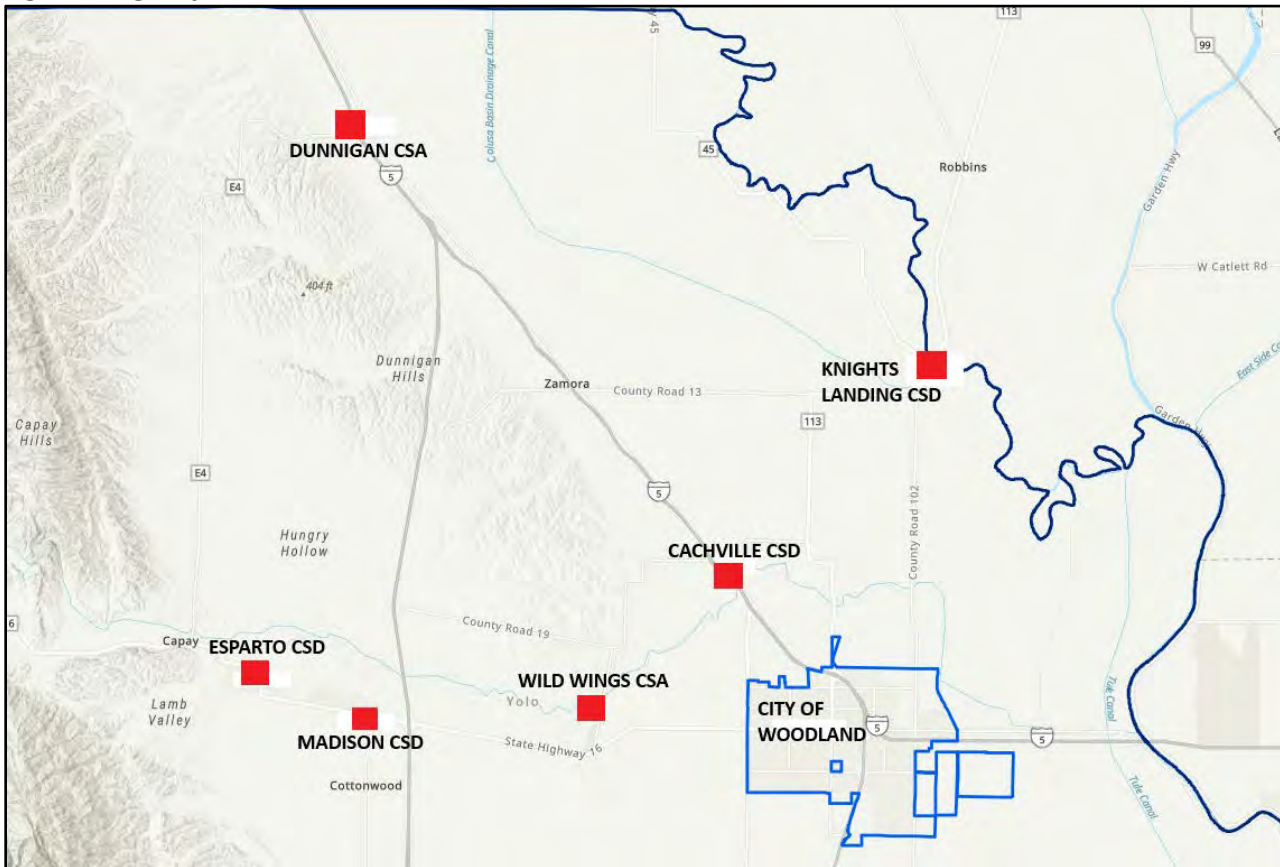 y 45
113
99
Colusa Basin Drainage Canal
DUNNIGAN CSA
45
Robbins
Garden Hwy
5
E4
W Catlett Rd
404 ft
Dunnigan
Hills
KNIGHTS
LANDING CSD
East Side Ca
Zamora
County Road 13
Capay
Hills
113
Garden Hwy
E4
5
County Road 102
Hungry
Hollow
CACHVILLE CSD
6
County Road 19
Capay
ESPARTO CSD
WILD WINGS CSA
Yolo
Lamb
Valley
Tule Canal
CITY OF
WOODLAND
5
5
MADISON CSD
State Highway 16
Cottonwood
Tule Canal